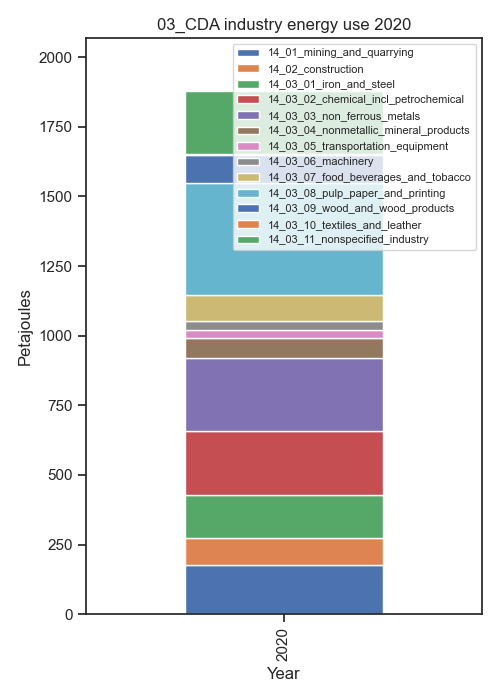 03_CDA industry energy use 2020
2000
1750
1500
1250
1000
750
500
250
0
Petajoules
14_01_mining_and_quarrying
14_02_construction
14_03_01_iron_and_steel
14_03_02_chemical_incl_petrochemical
14_03_03_non_ferrous_metals
14_03_04_nonmetallic_mineral_products
14_03_05_transportation_equipment
14_03_06_machinery
14_03_07_food_beverages_and_tobacco
14_03_08_pulp_paper_and_printing
14_03_09_wood_and_wood_products
14_03_10_textiles_and_leather
14_03_11_nonspecified_industry
2020
Year